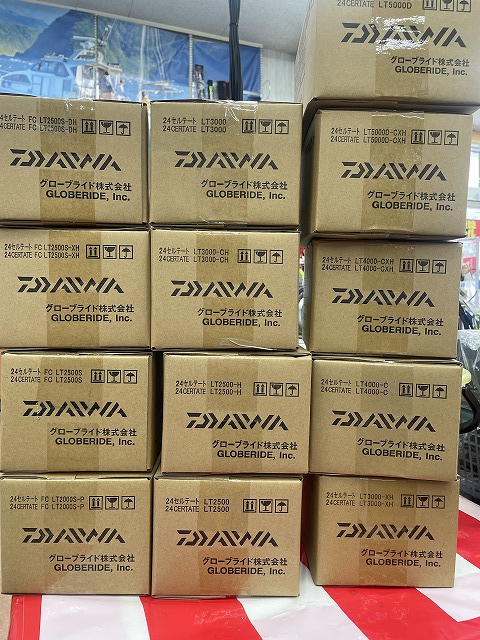 24CERTATE LT5000D
DAIWA
グローブライド株式会社
GLOBERIDE, Inc.
24セルテート FC LT2500S-DH
24CERTATE FC LT2500S-DH
DAIWA
グローブライド株式会社
GLOBERIDE, Inc.
24セルテート LT3000
24CERTATE LT3000
DAIWA
グローブライド株式会社
GLOBERIDE, Inc.
24セルテート LT5000D-CXH
24CERTATE LT5000D-CXH
DAIWA
グローブライド株式会社
GLOBERIDE, Inc.
24セルテート FC LT2500S-XH
24CERTATE FC LT2500S-XH
DAIWA
グローブライド株式会社
GLOBERIDE, Inc.
24セルテート LT3000-CH
24CERTATE LT3000-CH
DAIWA
グローブライド株式会社
GLOBERIDE, Inc.
24セルテート LT4000-CXH
24CERTATE LT4000-CXH
DAIWA
グローブライド株式会社
GLOBERIDE, Inc.
24セルテート FC LT2500S
24CERTATE FC LT2500S
DAIWA
グローブライド株式会社
GLOBERIDE, Inc.
24セルテート LT2500-H
24CERTATE LT2500-H
DAIWA
グローブライド株式会社
GLOBERIDE, Inc.
24セルテート LT4000-C
24CERTATE LT4000-C
DAIWA
グローブライド株式会社
GLOBERIDE, Inc.
24セルテート FC LT2000S-P
24CERTATE FC LT2000S-P
DAIWA
グローブライド株式会社
GLOBERIDE, Inc.
24セルテート LT2500
24CERTATE LT2500
DAIWA
グローブライド株式会社
GLOBERIDE, Inc.
24セルテート LT3000-XH
24CERTATE LT3000-XH
DAIWA
グローブライド株式会社
GLOBERIDE, Inc.